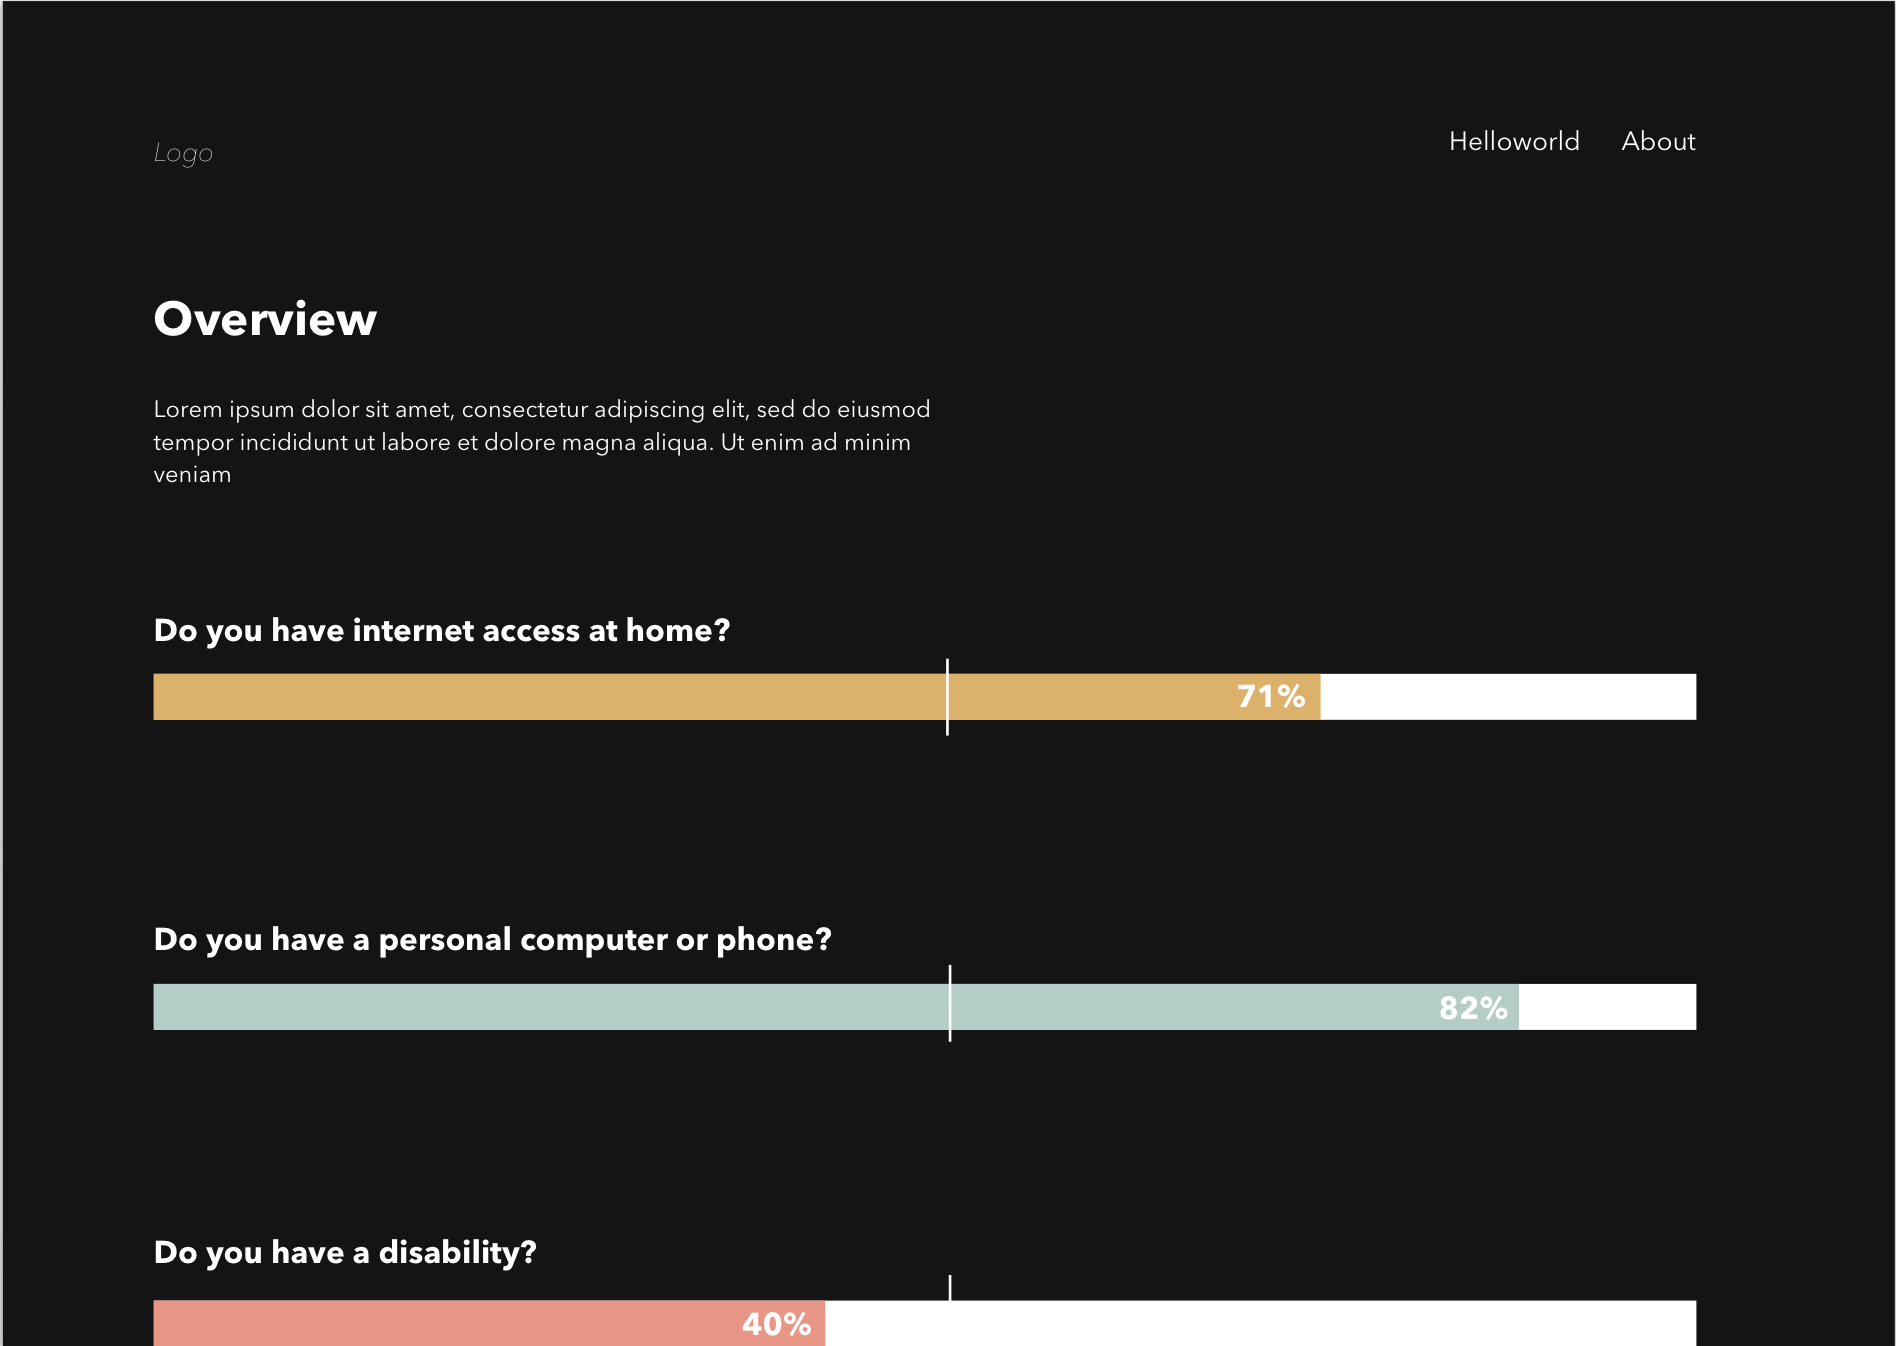 Logo
Helloworld About
Overview
Lorem ipsum dolor sit amet, consectetur adipiscing elit, sed do eiusmod
tempor incididunt ut labore et dolore magna aliqua. Ut enim ad minim
veniam
Do you have internet access at home?
71%
Do you have a personal computer or phone?
82%
Do you have a disability?
40%